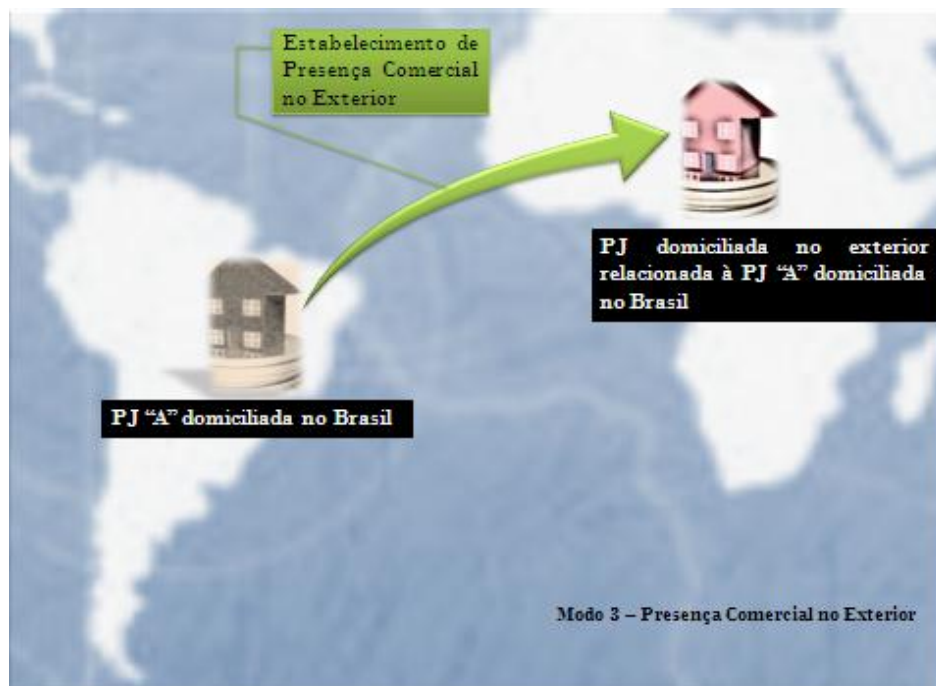 Estabelecimento de
Presença Comercial
no Exterior
PJ domiciliada no exterior
relacionada à PJ “A” domiciliada
no Brasil
PJ “A” domiciliada no Brasil
Modo 3 – Presença Comercial no Exterior